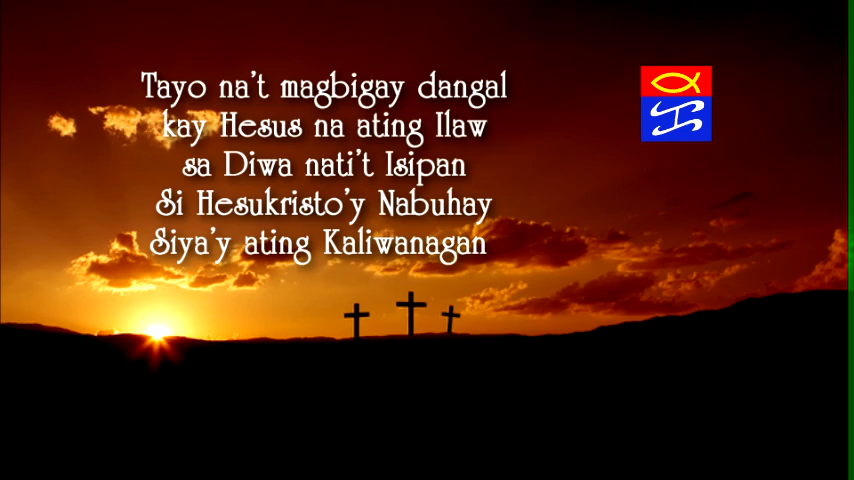 Tayo na't magbigay dangal
kay Hesus na ating Ilaw
sa Diwa nati't Isipan
Si Hesukristo'y Nabuhay
Siya'y ating Kaliwanagan